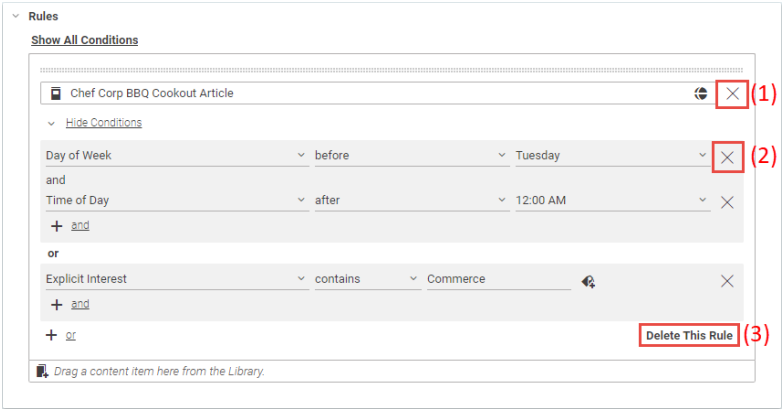 Rules
Show All Conditions
Chef Corp BBQ Cookout Article (1)
Hide Conditions
Day of Week before Tuesday (2)
and
Time of Day after 12:00 AM
+ and
or
Explicit Interest contains Commerce
+ and
+ or Delete This Rule (3)
Drag a content item here from the Library.